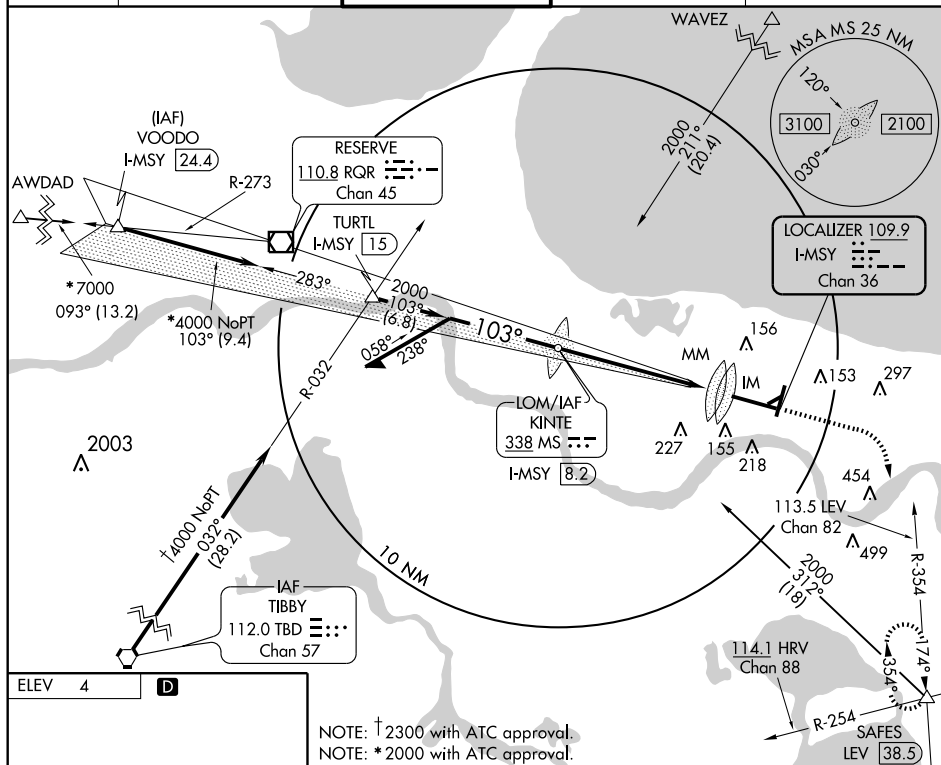 WAVEZ
MSA MS 25 NM
120°
3100
2100
030°
2000
211°
(20.4)
(IAF)
VOODO
I-MSY 24.4
RESERVE
110.8 RQR
Chan 45
R-273
AWDAD
TURTL
I-MSY 15
LOCALIZER 109.9
I-MSY
Chan 36
*7000
093° (13.2)
283°
*4000 NoPT
103° (9.4)
2000
103°
(6.8)
103°
058°
238°
MM
IM
156
153
297
R-032
LOM/IAF
KINTE
338 MS
I-MSY 8.2
227
155
218
2003
454
113.5 LEV
Chan 82
499
†4000 NoPT
032°
(28.2)
10 NM
2000
312°
(18)
R-354
IAF
TIBBY
112.0 TBD
Chan 57
114.1 HRV
Chan 88
354°
174°
R-254
SAFES
LEV 38.5
ELEV 4
D
NOTE: †2300 with ATC approval.
NOTE: *2000 with ATC approval.